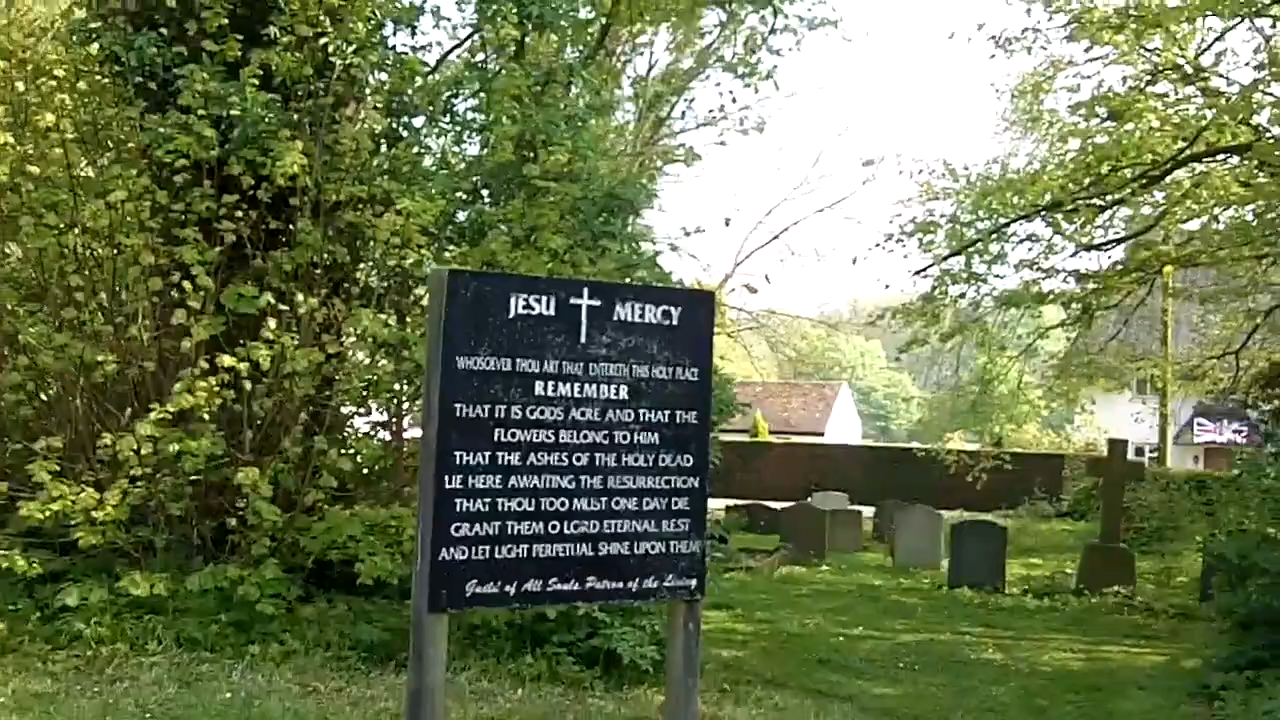 JESU MERCY
WHOSOEVER THOU ART THAT ENTERETH THIS HOLY PLACE
REMEMBER
THAT IT IS GODS ACRE AND THAT THE
FLOWERS BELONG TO HIM
THAT THE ASHES OF THE HOLY DEAD
LIE HERE AWAITING THE RESURRECTION
THAT THOU TOO MUST ONE DAY DIE
GRANT THEM O LORD ETERNAL REST
AND LET LIGHT PERPETUAL SHINE UPON THEM
Guild of All Souls. Patron of the Living